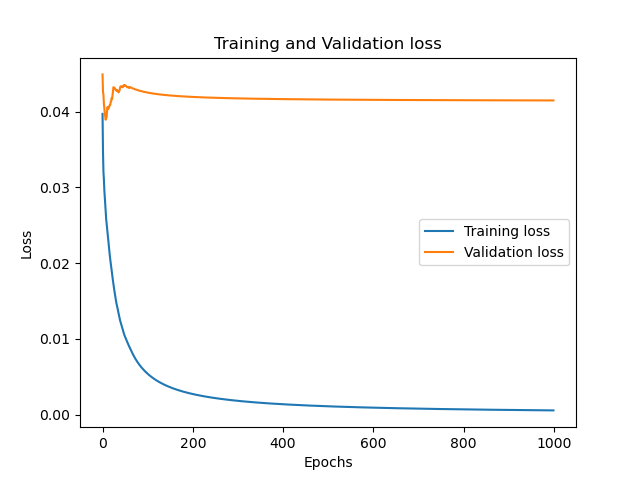 Training and Validation loss
0.04
0.03
0.02
0.01
0.00
Loss
Training loss
Validation loss
0 200 400 600 800 1000
Epochs